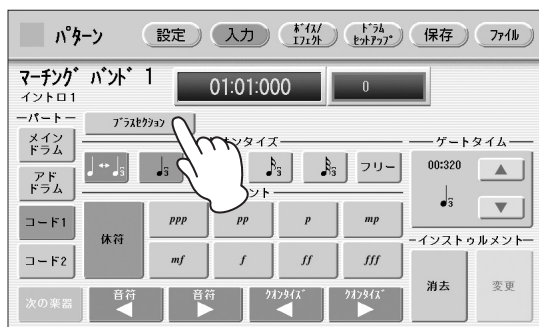 パターン 設定 入力 ボイス/エフェクト ドラムセットアップ 保存 ファイル
マーチングバンド 1 01:01:000 0
イントロ1
パート ブラスセクション
オンタイズ ゲートタイム
メインドラム 3 3 3 3 フリー 00:320
アドドラム ント 3
コード1 休符 ppp pp p mp
インストゥルメント
コード2 mf f ff fff 消去 変更
次の楽器 音符 音符 クオンタイズ クオンタイズ